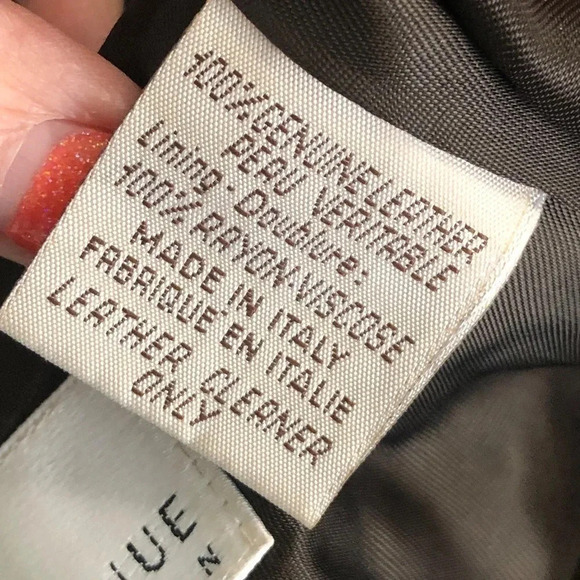 100% GENUINE LEATHER
PEAU VERITABLE
Lining - Doublure:
100% RAYON-VISCOSE
MADE IN ITALY
FABRIQUE EN ITALIE
LEATHER CLEANER
ONLY